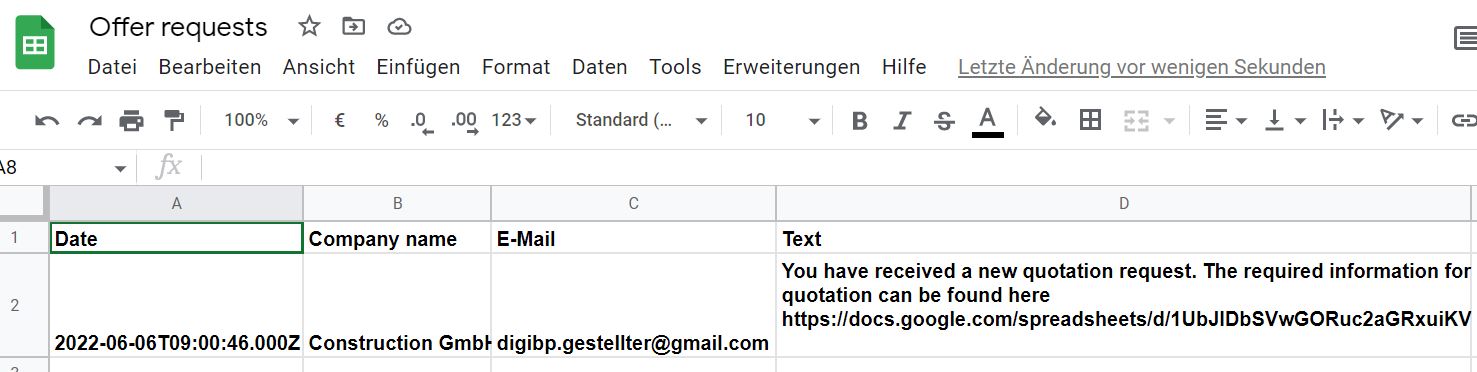 Offer requests
Datei Bearbeiten Ansicht Einfügen Format Daten Tools Erweiterungen Hilfe Letzte Änderung vor wenigen Sekunden
100% € % .0 .00 123 Standard (... 10 B I S A
A8 fx
A B C D
1 Date Company name E-Mail Text
You have received a new quotation request. The required information for
2 quotation can be found here
https://docs.google.com/spreadsheets/d/1UbJIDbSVwGORuc2aGRxuiKV
2022-06-06T09:00:46.000Z Construction GmbH digibp.gestellter@gmail.com